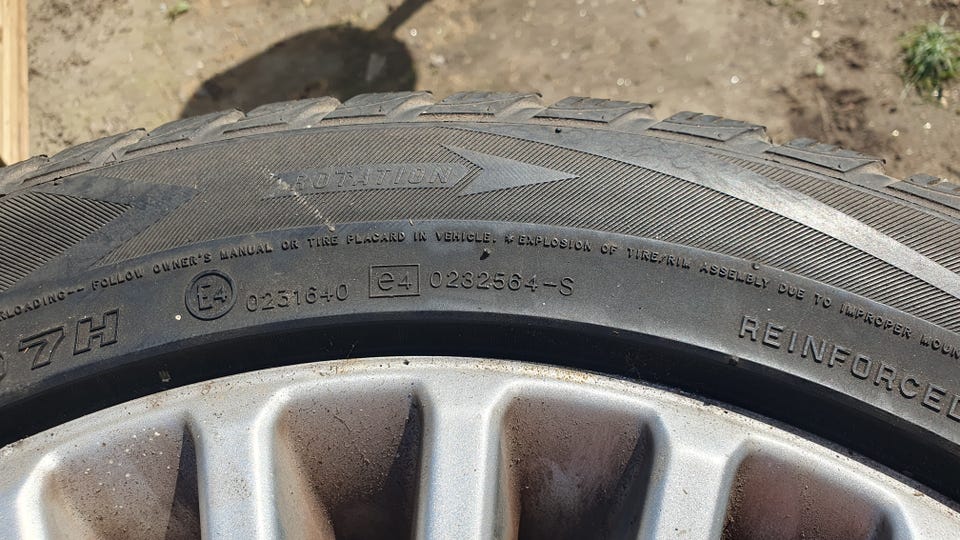 ROTATION
RLOADING-- FOLLOW OWNER'S MANUAL OR TIRE PLACARD IN VEHICLE. * EXPLOSION OF TIRE/RIM ASSEMBLY DUE TO IMPROPER MOUN
E4 0231640 e4 0232564-S
7H
REINFORCED